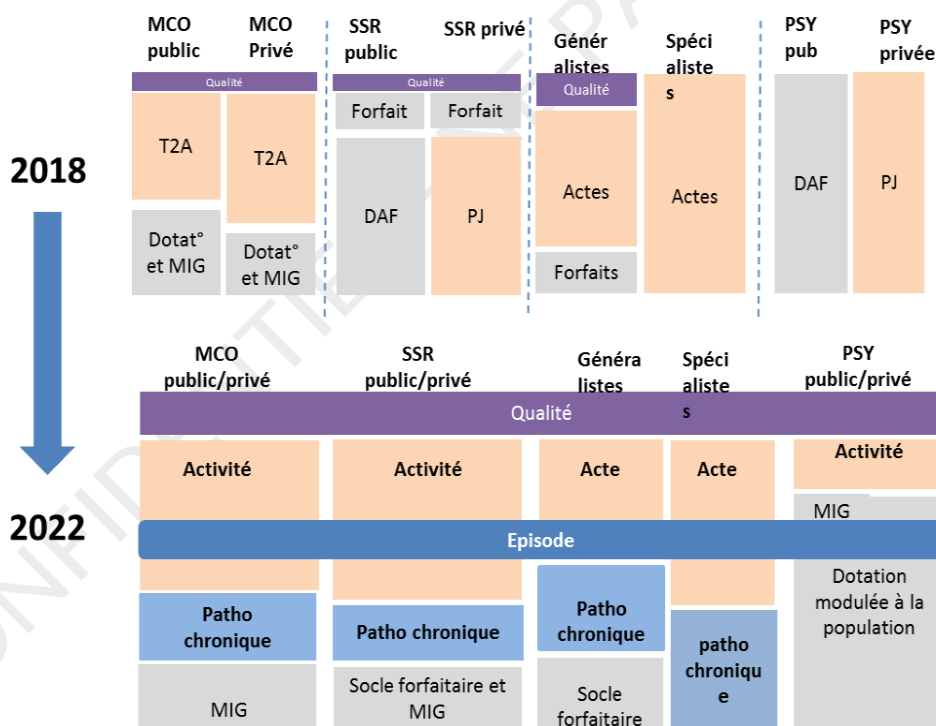 MCO public
MCO Privé
SSR public
SSR privé
Génér alistes
Spéci aliste s
PSY pub
PSY privée
2018
Qualité
Qualité
Qualité
T2A
T2A
Dotat° et MIG
Dotat° et MIG
Forfait
Forfait
DAF
PJ
Actes
Forfaits
Actes
DAF
PJ
2022
MCO public/privé
SSR public/privé
Généra listes
Spéci aliste s
PSY public/privé
Qualité
Activité
Activité
Acte
Acte
Activité
MIG
Episode
Patho chronique
Patho chronique
Patho chronique
patho chroniqu e
Dotation modulée à la population
MIG
Socle forfaitaire et MIG
Socle forfaitaire